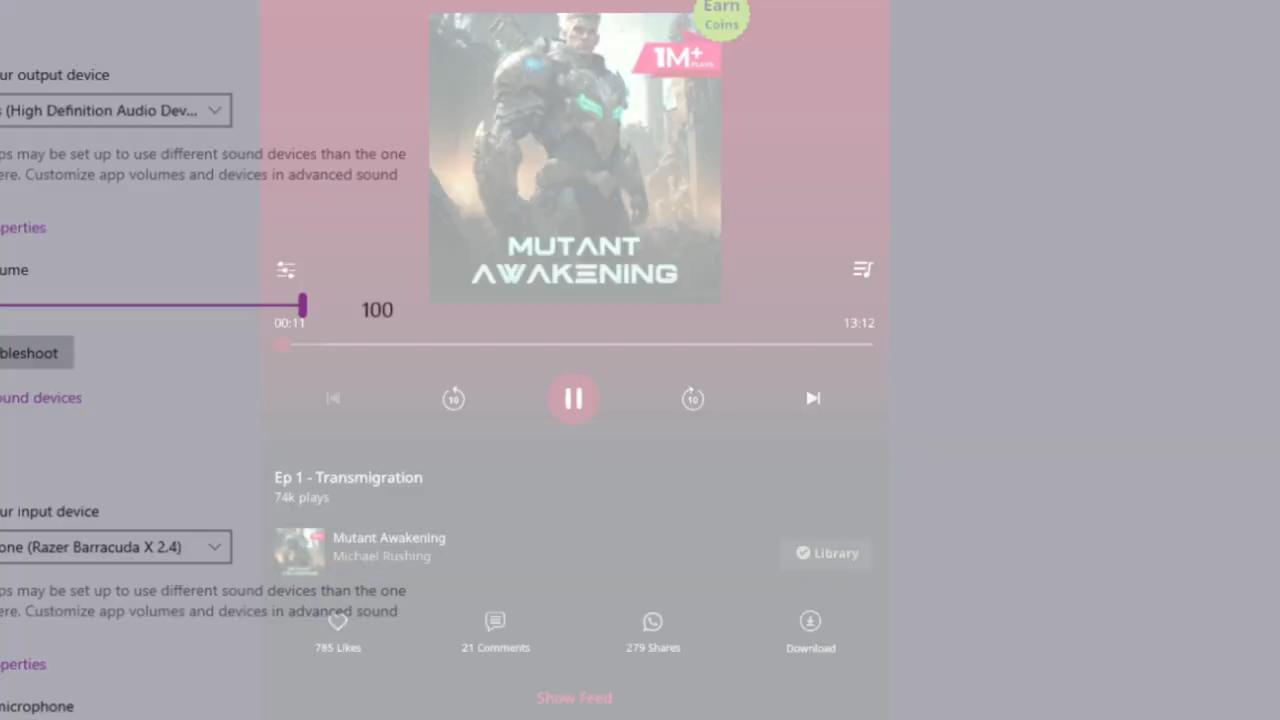 Earn
Coins
1M+
PLAYS
MUTANT
AWAKENING
ur output device
(High Definition Audio Dev...
ps may be set up to use different sound devices than the one
ere. Customize app volumes and devices in advanced sound
perties
ume
100
00:11
13:12
bleshoot
10
10
ound devices
Ep 1 - Transmigration
74k plays
ur input device
Mutant Awakening
Michael Rushing
Library
one (Razer Barracuda X 2.4)
ps may be set up to use different sound devices than the one
ere. Customize app volumes and devices in advanced sound
785 Likes
21 Comments
279 Shares
Download
perties
Show Feed
microphone